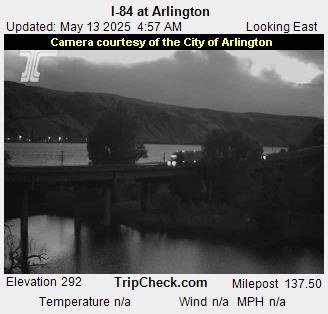 I-84 at Arlington
Updated: May 13 2025 4:57 AM Looking East
Camera courtesy of the City of Arlington
Elevation 292 TripCheck.com Milepost 137.50
Temperature n/a Wind n/a MPH n/a